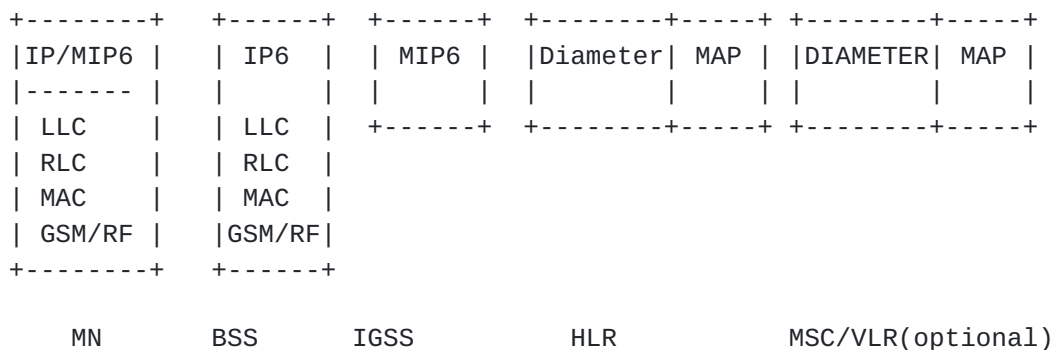 +--------+   +------+  +------+  +--------+-----+ +--------+-----+
|IP/MIP6 |   | IP6  |  | MIP6 |  |Diameter| MAP | |DIAMETER| MAP |
|------- |   |      |  |      |  |        |     | |        |     |
| LLC    |   | LLC  |  +------+  +--------+-----+ +--------+-----+
| RLC    |   | RLC  |
| MAC    |   | MAC  |
| GSM/RF |   |GSM/RF|
+--------+   +------+
MN       BSS      IGSS         HLR          MSC/VLR(optional)